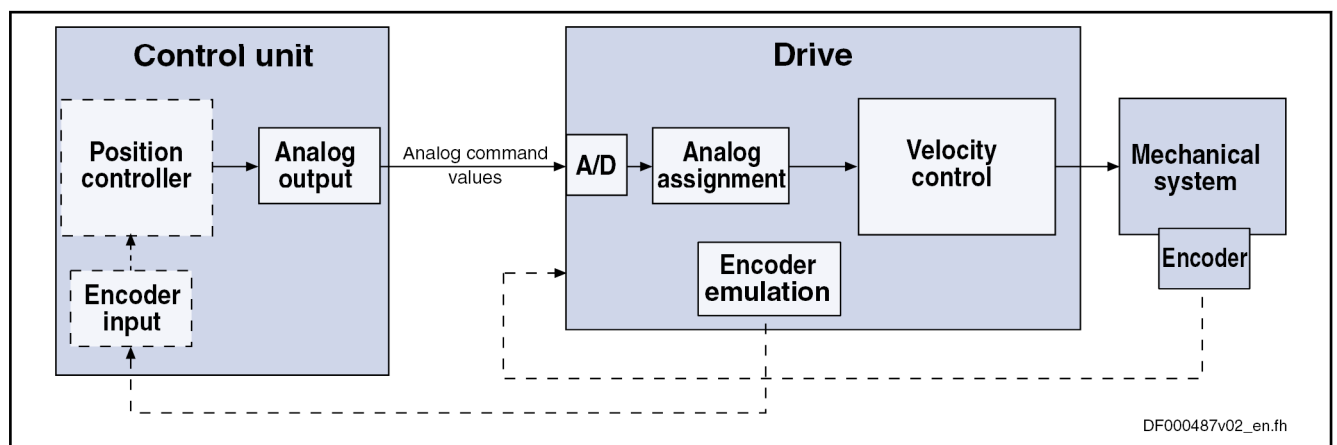 Control unit
Position
controller
Analog
output
Encoder
input
Analog command
values
Drive
A/D
Analog
assignment
Velocity
control
Encoder
emulation
Mechanical
system
Encoder
DF000487v02_en.fh